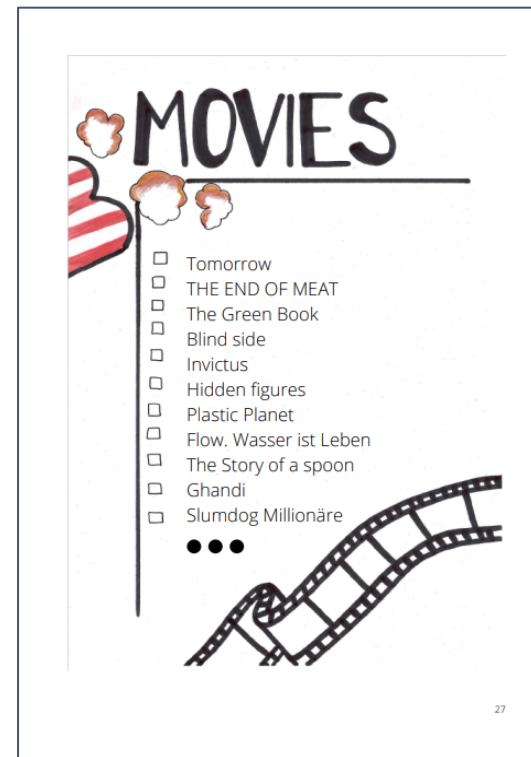 MOVIES
Tomorrow
THE END OF MEAT
The Green Book
Blind side
Invictus
Hidden figures
Plastic Planet
Flow. Wasser ist Leben
The Story of a spoon
Ghandi
Slumdog Millionäre
● ● ●
27